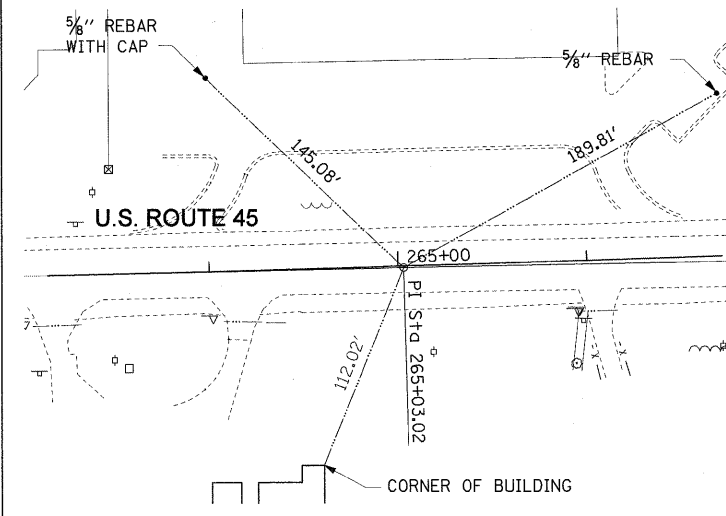 5/8" REBAR
WITH CAP
5/8" REBAR
145.08'
189.81'
U.S. ROUTE 45
265+00
PI Sta 265+03.02
112.02'
CORNER OF BUILDING